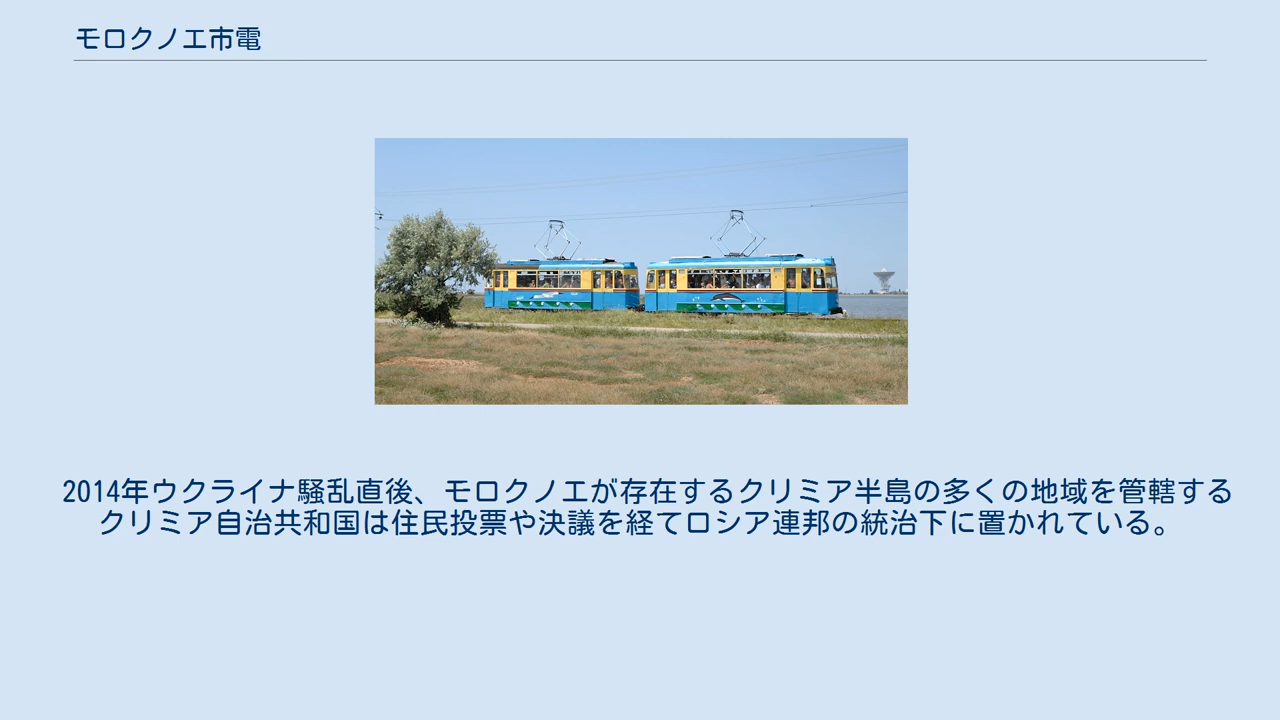 モロクノエ市電
2014年ウクライナ騒乱直後、モロクノエが存在するクリミア半島の多くの地域を管轄する
クリミア自治共和国は住民投票や決議を経てロシア連邦の統治下に置かれている。